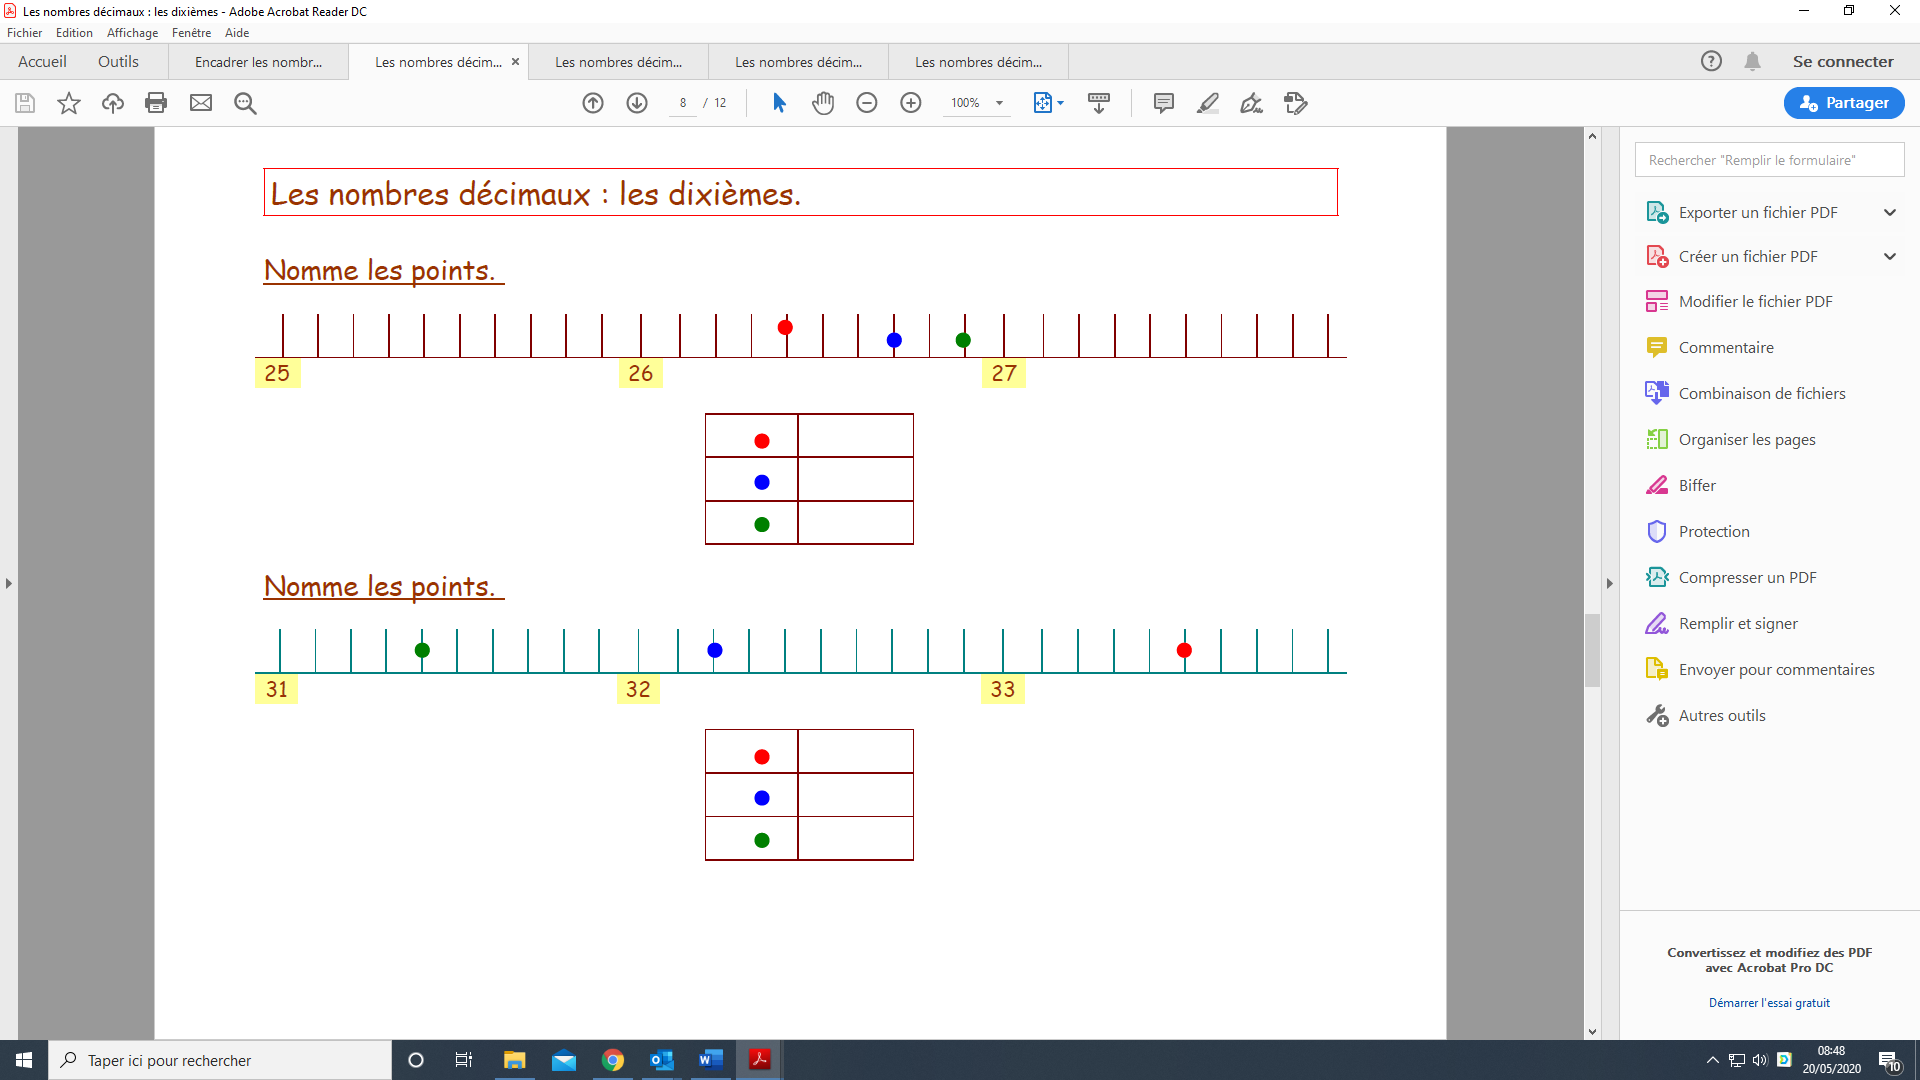 Les nombres décimaux : les dixièmes - Adobe Acrobat Reader DC
Fichier Edition Affichage Fenêtre Aide
Accueil Outils Encadrer les nombr... Les nombres décim... × Les nombres décim... Les nombres décim... Les nombres décim... ? Se connecter
8 / 12 100% Partager
Les nombres décimaux : les dixièmes.
Nomme les points.
25 26 27
Nomme les points.
31 32 33
Rechercher "Remplir le formulaire"
Exporter un fichier PDF
Créer un fichier PDF
Modifier le fichier PDF
Commentaire
Combinaison de fichiers
Organiser les pages
Biffer
Protection
Compresser un PDF
Remplir et signer
Envoyer pour commentaires
Autres outils
Convertissez et modifiez des PDF
avec Acrobat Pro DC
Démarrer l'essai gratuit
Taper ici pour rechercher
08:48
20/05/2020
10